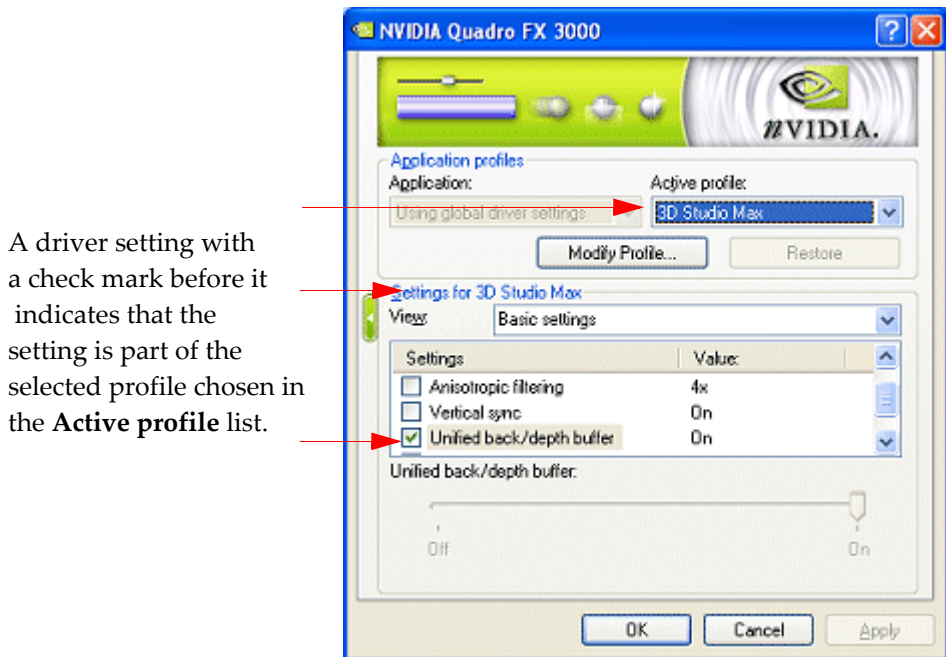 A driver setting with
a check mark before it
indicates that the
setting is part of the
selected profile chosen in
the Active profile list.
NVIDIA Quadro FX 3000
nVIDIA.
Application profiles
Application: Active profile:
Using global driver settings 3D Studio Max
Modify Profile... Restore
Settings for 3D Studio Max
View: Basic settings
Settings Value:
Anisotropic filtering 4x
Vertical sync On
Unified back/depth buffer On
Unified back/depth buffer:
Off On
OK Cancel Apply